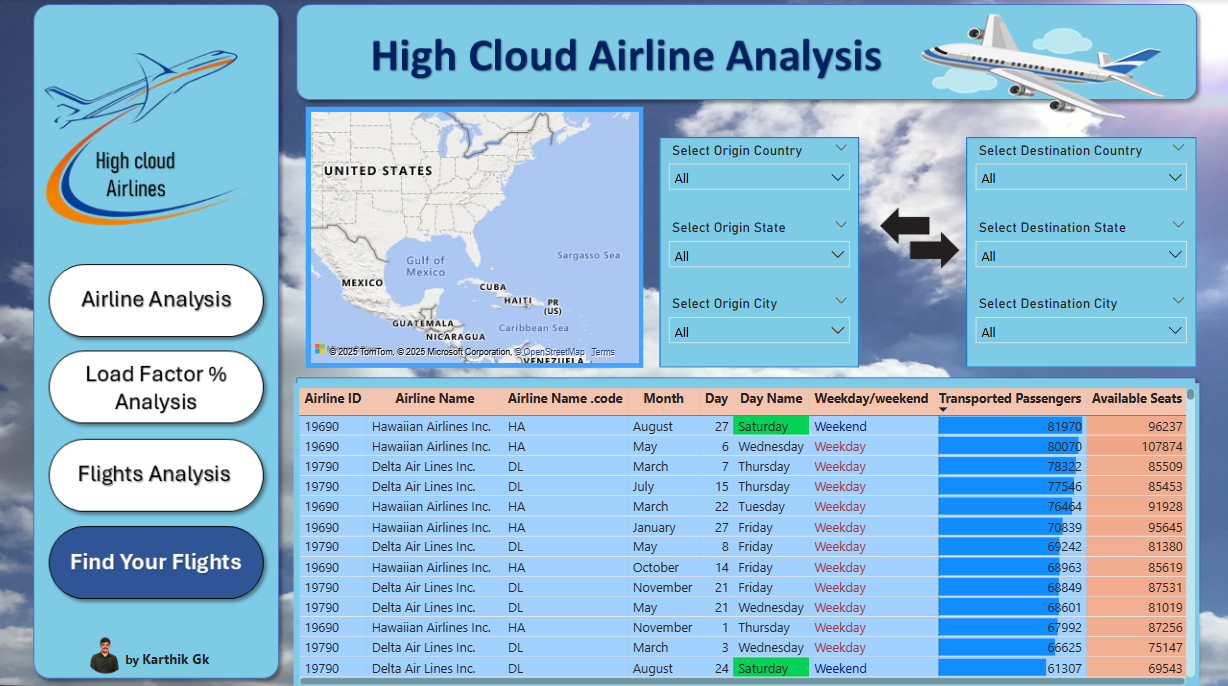 High Cloud Airline Analysis
High cloud
Airlines
Airline Analysis
Load Factor %
Analysis
Flights Analysis
Find Your Flights
by Karthik Gk
UNITED STATES
Gulf of
Mexico
Sargasso Sea
MEXICO
CUBA
HAITI
PR
(US)
GUATEMALA
Caribbean Sea
NICARAGUA
VENEZUELA
© 2025 TomTom, © 2025 Microsoft Corporation, © OpenStreetMap Terms
Select Origin Country
All
Select Origin State
All
Select Origin City
All
Select Destination Country
All
Select Destination State
All
Select Destination City
All
Airline ID Airline Name Airline Name .code Month Day Day Name Weekday/weekend Transported Passengers Available Seats
19690 Hawaiian Airlines Inc. HA August 27 Saturday Weekend 81970 96237
19690 Hawaiian Airlines Inc. HA May 6 Wednesday Weekday 80070 107874
19790 Delta Air Lines Inc. DL March 7 Thursday Weekday 78322 85509
19790 Delta Air Lines Inc. DL July 15 Thursday Weekday 77546 85453
19690 Hawaiian Airlines Inc. HA March 22 Tuesday Weekday 76464 91928
19690 Hawaiian Airlines Inc. HA January 27 Friday Weekday 70839 95645
19790 Delta Air Lines Inc. DL May 8 Friday Weekday 69242 81380
19690 Hawaiian Airlines Inc. HA October 14 Friday Weekday 68963 85619
19790 Delta Air Lines Inc. DL November 21 Friday Weekday 68849 87531
19790 Delta Air Lines Inc. DL May 21 Wednesday Weekday 68601 81019
19690 Hawaiian Airlines Inc. HA November 1 Thursday Weekday 67992 87256
19790 Delta Air Lines Inc. DL March 3 Wednesday Weekday 66625 75147
19790 Delta Air Lines Inc. DL August 24 Saturday Weekend 61307 69543